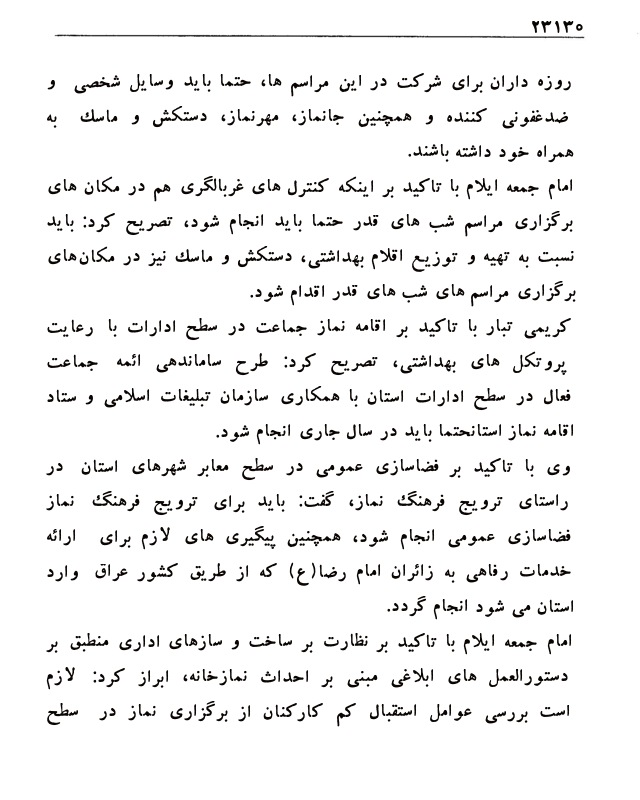 ۲۳۱۳۰
روزه داران برای شرکت در این مراسم ها، حتما باید وسایل شخصی و
ضدغفونی کننده و همچنین جانماز، مهرنماز، دستکش و ماسك به
همراه خود داشته باشند.
امام جمعه ایلام با تاکید بر اینکه کنترل های غربالگری هم در مکان های
برگزاری مراسم شب های قدر حتما باید انجام شود، تصریح کرد: باید
نسبت به تهیه و توزیع اقلام بهداشتی، دستکش و ماسك نیز در مکان‌های
برگزاری مراسم های شب های قدر اقدام شود.
کریمی تبار با تاکید بر اقامه نماز جماعت در سطح ادارات با رعایت
پروتکل های بهداشتی، تصریح کرد: طرح ساماندهی ائمه جماعت
فعال در سطح ادارات استان با همکاری سازمان تبلیغات اسلامی و ستاد
اقامه نماز استانحتما باید در سال جاری انجام شود.
وی با تاکید بر فضاسازی عمومی در سطح معابر شهرهای استان در
راستای ترویج فرهنگ نماز، گفت: باید برای ترویج فرهنگ نماز
فضاسازی عمومی انجام شود، همچنین پیگیری های لازم برای ارائه
خدمات رفاهی به زائران امام رضا(ع) که از طریق کشور عراق وارد
استان می شود انجام گردد.
امام جمعه ایلام با تاکید بر نظارت بر ساخت و سازهای اداری منطبق بر
دستورالعمل های ابلاغی مبنی بر احداث نمازخانه، ابراز کرد: لازم
است بررسی عوامل استقبال کم کارکنان از برگزاری نماز در سطح